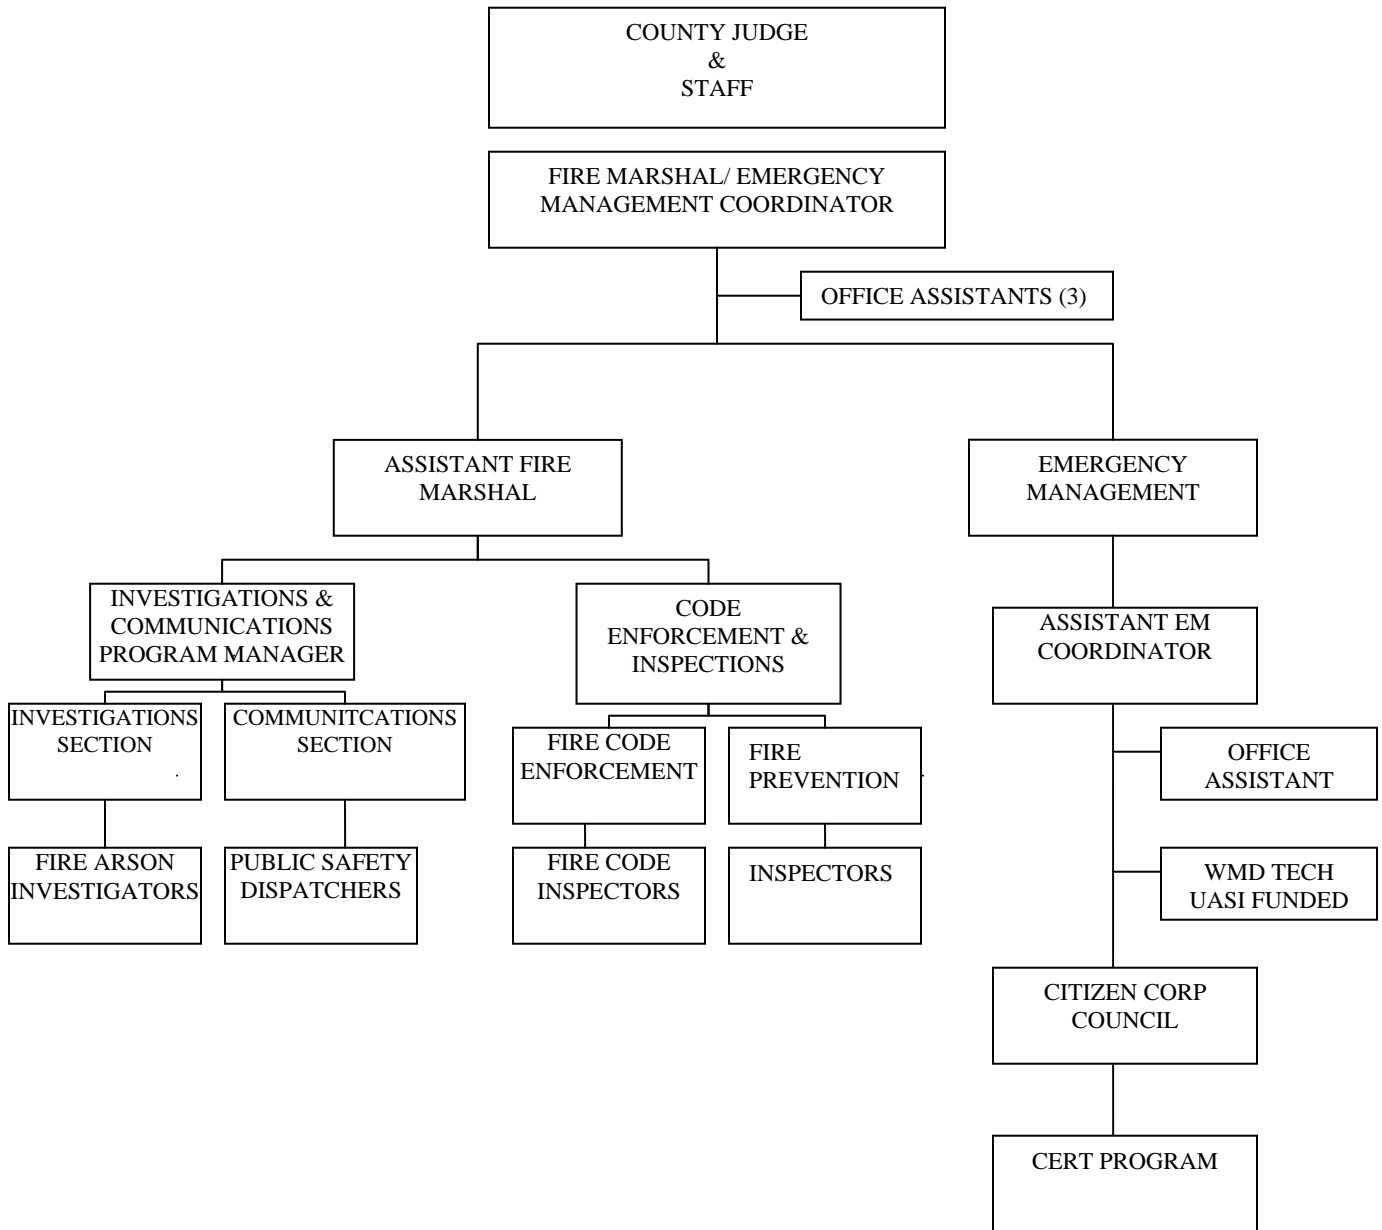 COUNTY JUDGE
&
STAFF
FIRE MARSHAL/ EMERGENCY
MANAGEMENT COORDINATOR
OFFICE ASSISTANTS (3)
ASSISTANT FIRE
MARSHAL
EMERGENCY
MANAGEMENT
INVESTIGATIONS &
COMMUNICATIONS
PROGRAM MANAGER
CODE
ENFORCEMENT &
INSPECTIONS
ASSISTANT EM
COORDINATOR
INVESTIGATIONS
SECTION
COMMUNITCATIONS
SECTION
FIRE CODE
ENFORCEMENT
FIRE
PREVENTION
OFFICE
ASSISTANT
FIRE ARSON
INVESTIGATORS
PUBLIC SAFETY
DISPATCHERS
FIRE CODE
INSPECTORS
INSPECTORS
WMD TECH
UASI FUNDED
CITIZEN CORP
COUNCIL
CERT PROGRAM